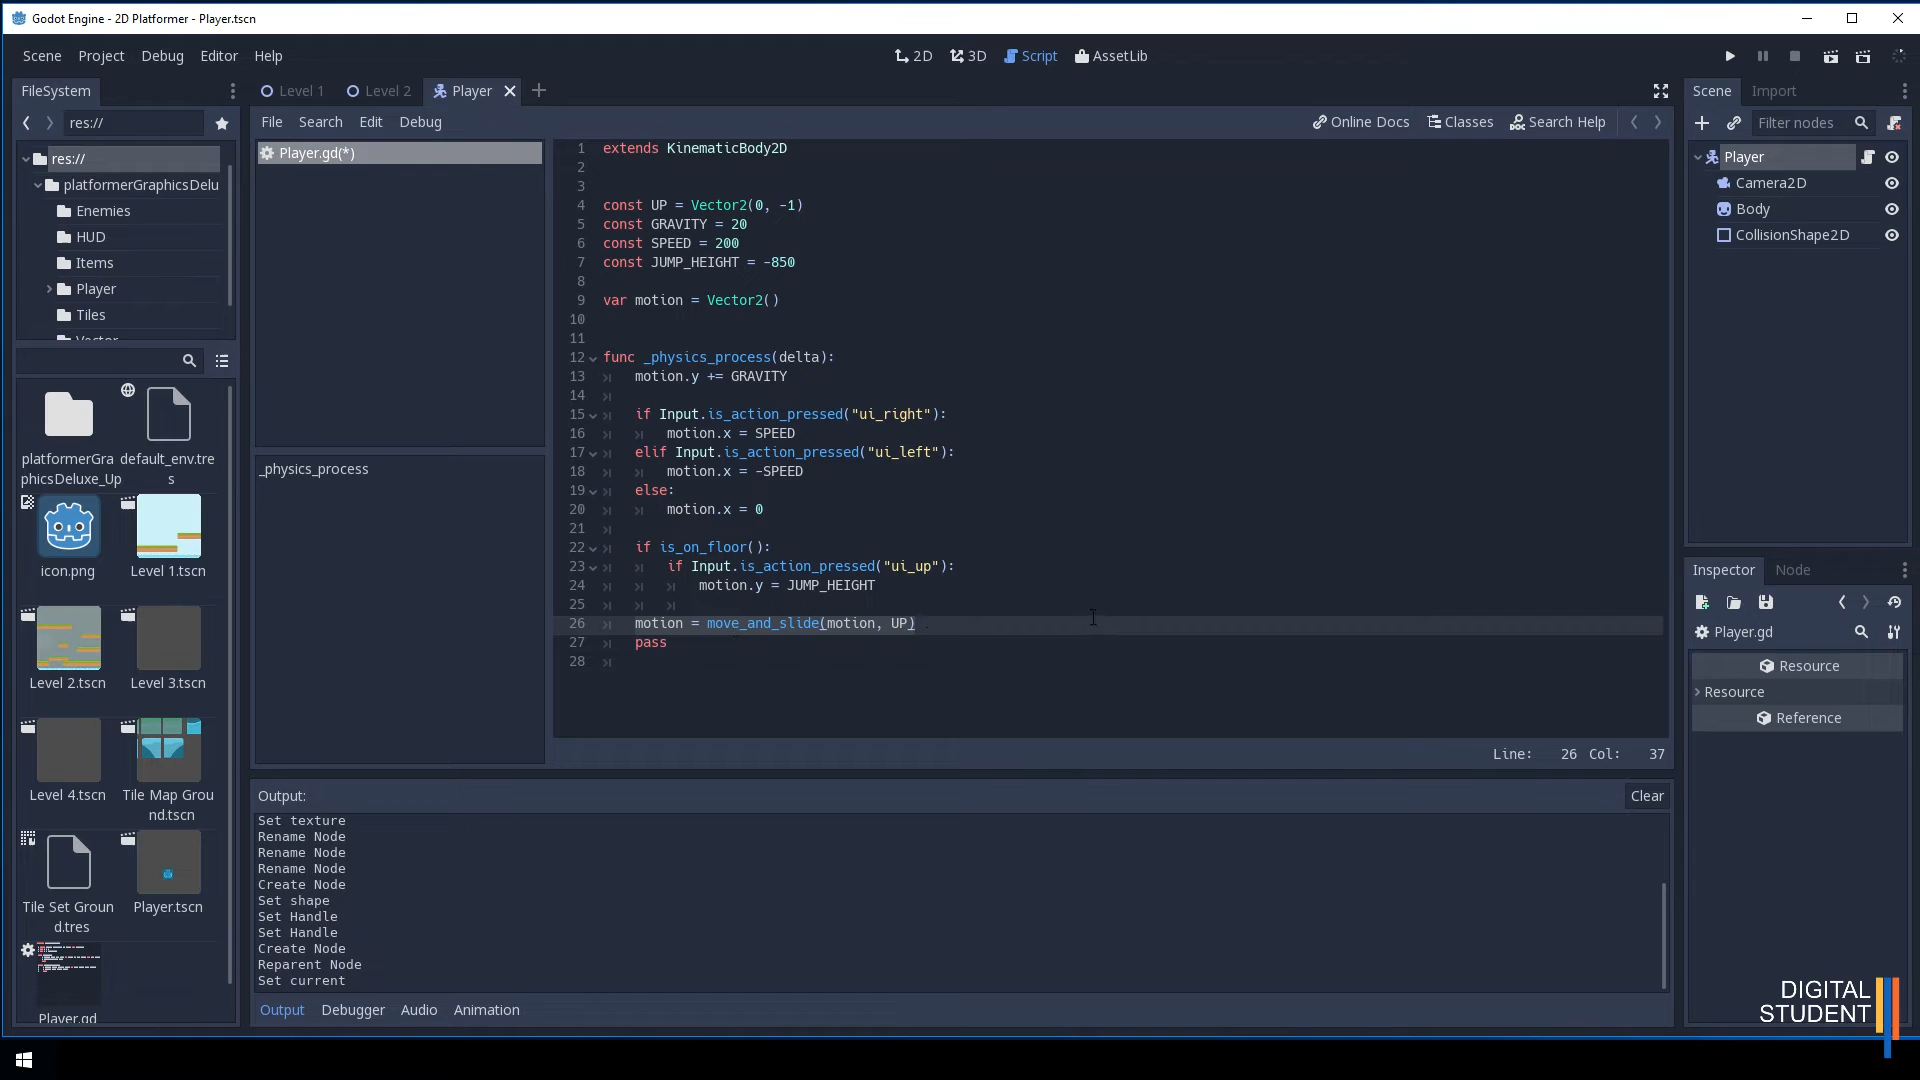 Godot Engine - 2D Platformer - Player.tscn
Scene Project Debug Editor Help
2D 3D Script AssetLib
FileSystem
res://
res://
platformerGraphicsDelu
Enemies
HUD
Items
Player
Tiles
platformerGra
phicsDeluxe_Up
default_env.tre
s
icon.png
Level 1.tscn
Level 2.tscn
Level 3.tscn
Level 4.tscn
Tile Map Grou
nd.tscn
Tile Set Groun
d.tres
Player.tscn
Player.gd
Level 1 Level 2 Player
File Search Edit Debug
Online Docs Classes Search Help
Player.gd(*)
_physics_process
1 extends KinematicBody2D
2
3
4 const UP = Vector2(0, -1)
5 const GRAVITY = 20
6 const SPEED = 200
7 const JUMP_HEIGHT = -850
8
9 var motion = Vector2()
10
11
12 func _physics_process(delta):
13 motion.y += GRAVITY
14
15 if Input.is_action_pressed("ui_right"):
16 motion.x = SPEED
17 elif Input.is_action_pressed("ui_left"):
18 motion.x = -SPEED
19 else:
20 motion.x = 0
21
22 if is_on_floor():
23 if Input.is_action_pressed("ui_up"):
24 motion.y = JUMP_HEIGHT
25
26 motion = move_and_slide(motion, UP)
27 pass
28
Line: 26 Col: 37
Output:
Clear
Set texture
Rename Node
Rename Node
Rename Node
Create Node
Set shape
Set Handle
Set Handle
Create Node
Reparent Node
Set current
Output Debugger Audio Animation
Scene Import
Filter nodes
Player
Camera2D
Body
CollisionShape2D
Inspector Node
Player.gd
Resource
Resource
Reference
DIGITAL
STUDENT